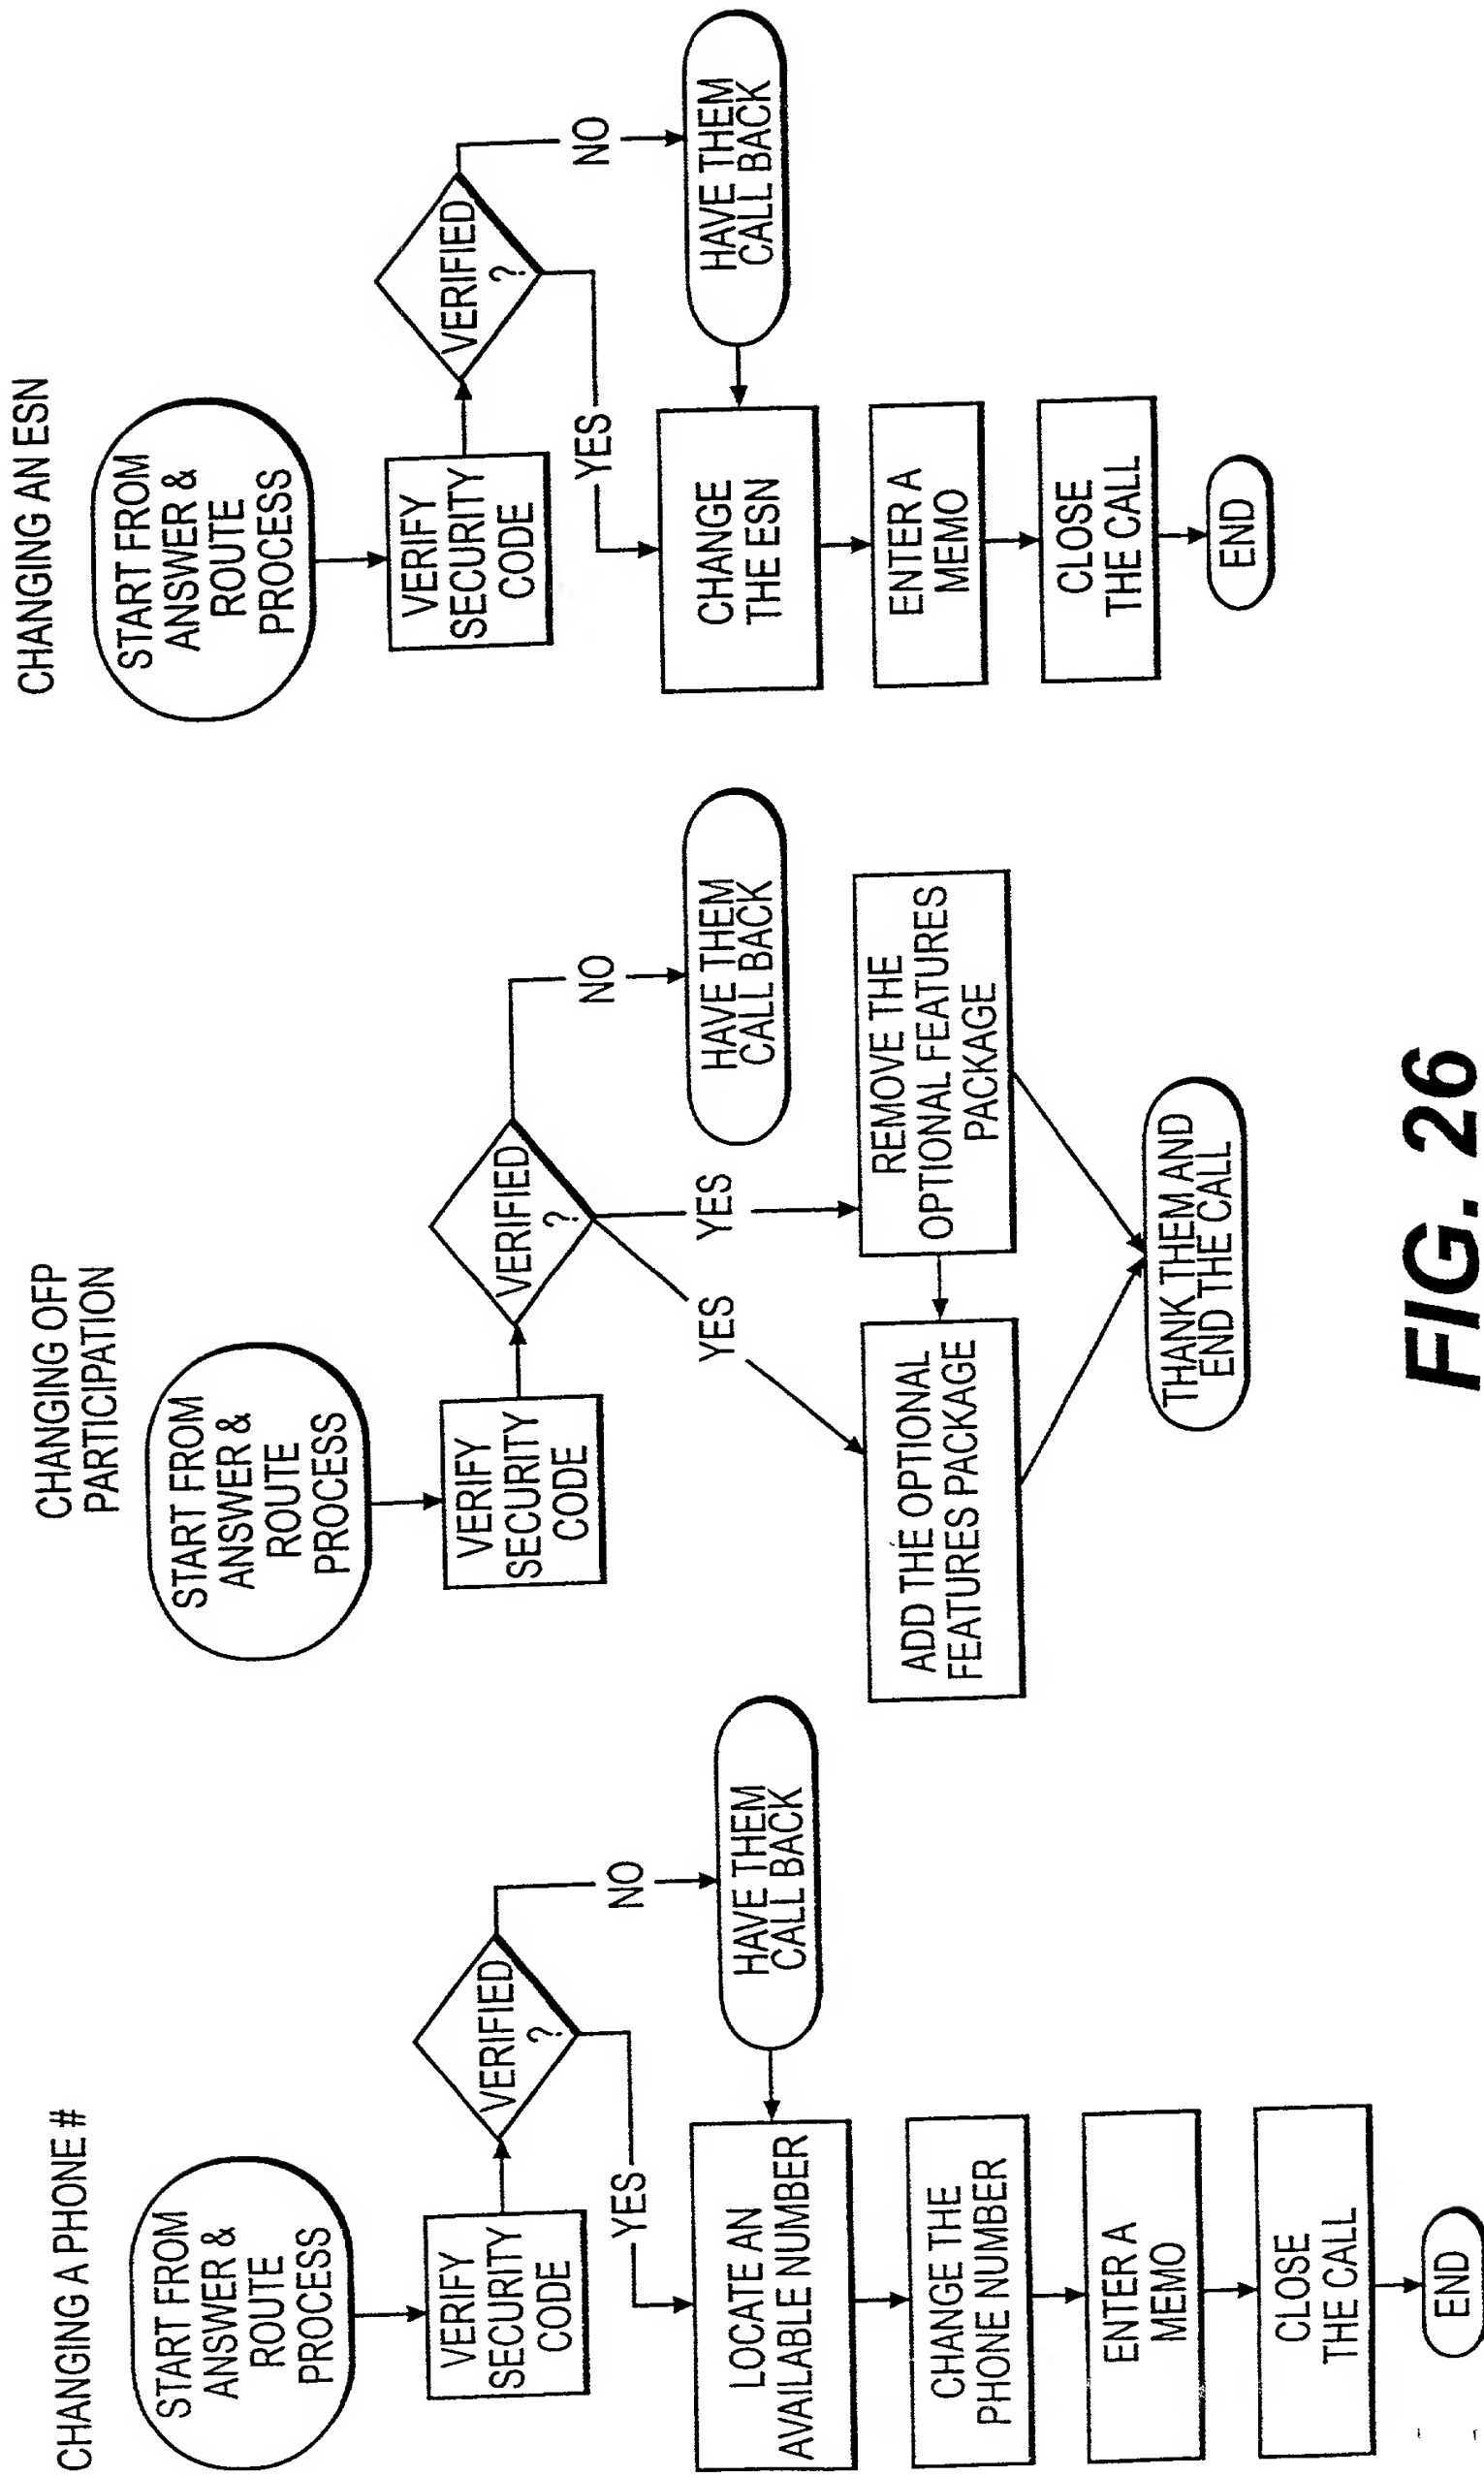 CHANGING A PHONE #
START FROM
ANSWER &
ROUTE
PROCESS
VERIFY
SECURITY
CODE
VERIFIED
?
YES
NO
HAVE THEM
CALL BACK
LOCATE AN
AVAILABLE NUMBER
CHANGE THE
PHONE NUMBER
ENTER A
MEMO
CLOSE
THE CALL
END
CHANGING OFP
PARTICIPATION
START FROM
ANSWER &
ROUTE
PROCESS
VERIFY
SECURITY
CODE
VERIFIED
?
YES
YES
NO
HAVE THEM
CALL BACK
ADD THE OPTIONAL
FEATURES PACKAGE
REMOVE THE
OPTIONAL FEATURES
PACKAGE
THANK THEM AND
END THE CALL
CHANGING AN ESN
START FROM
ANSWER &
ROUTE
PROCESS
VERIFY
SECURITY
CODE
VERIFIED
?
YES
NO
HAVE THEM
CALL BACK
CHANGE
THE ESN
ENTER A
MEMO
CLOSE
THE CALL
END
FIG. 26